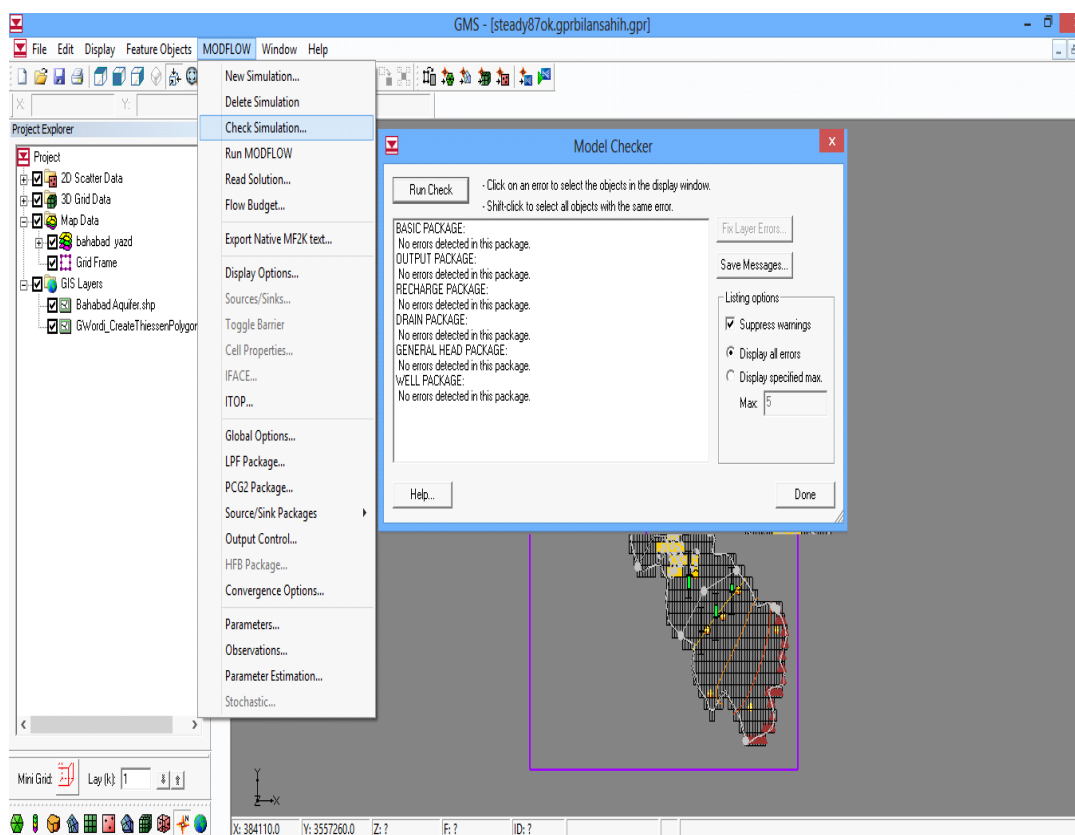 GMS - [steady87ok.gprbilansahih.gpr]
File Edit Display Feature Objects MODFLOW Window Help
X: Y:
Project Explorer
Project
2D Scatter Data
3D Grid Data
Map Data
bahabad yazd
Grid Frame
GIS Layers
Bahabad Aquifer.shp
GWordi_CreateThiessenPolygor
New Simulation...
Delete Simulation
Check Simulation...
Run MODFLOW
Read Solution...
Flow Budget...
Export Native MF2K text...
Display Options...
Sources/Sinks...
Toggle Barrier
Cell Properties...
IFACE...
ITOP...
Global Options...
LPF Package...
PCG2 Package...
Source/Sink Packages
Output Control...
HFB Package...
Convergence Options...
Parameters...
Observations...
Parameter Estimation...
Stochastic...
Model Checker
Run Check
- Click on an error to select the objects in the display window.
- Shift-click to select all objects with the same error.
BASIC PACKAGE:
No errors detected in this package.
OUTPUT PACKAGE:
No errors detected in this package.
RECHARGE PACKAGE:
No errors detected in this package.
DRAIN PACKAGE:
No errors detected in this package.
GENERAL HEAD PACKAGE:
No errors detected in this package.
WELL PACKAGE:
No errors detected in this package.
Fix Layer Errors...
Save Messages...
Listing options
Suppress warnings
Display all errors
Display specified max.
Max: 5
Help...
Done
Mini Grid: Lay (k): 1
Y
Z X
X: 384110.0 Y: 3557260.0 Z: ? F: ? ID: ?